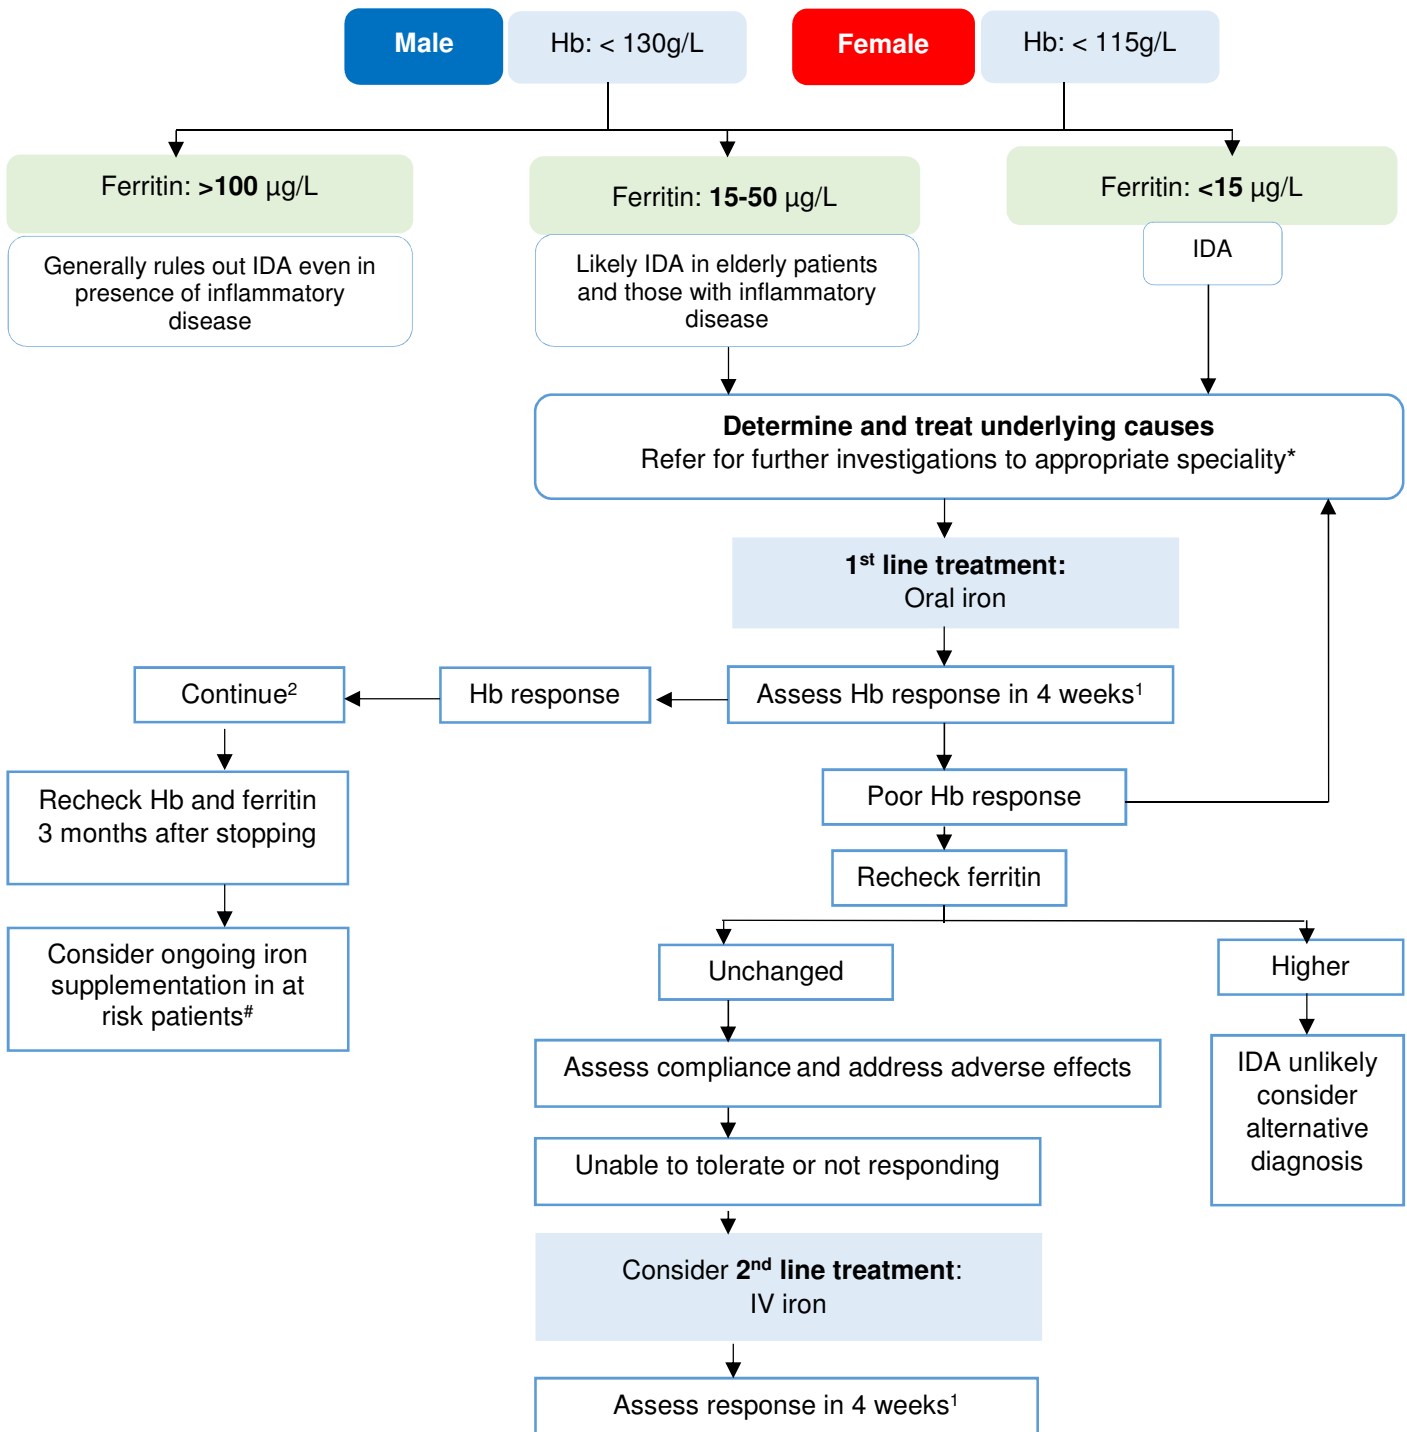 Male
Hb: < 130g/L
Female
Hb: < 115g/L
Ferritin: >100 µg/L
Ferritin: 15-50 µg/L
Ferritin: <15 µg/L
Generally rules out IDA even in
presence of inflammatory
disease
Likely IDA in elderly patients
and those with inflammatory
disease
IDA
Determine and treat underlying causes
Refer for further investigations to appropriate speciality*
1st line treatment:
Oral iron
Continue2
Hb response
Assess Hb response in 4 weeks1
Recheck Hb and ferritin
3 months after stopping
Poor Hb response
Recheck ferritin
Consider ongoing iron
supplementation in at
risk patients#
Unchanged
Higher
Assess compliance and address adverse effects
IDA unlikely
consider
alternative
diagnosis
Unable to tolerate or not responding
Consider 2nd line treatment:
IV iron
Assess response in 4 weeks1